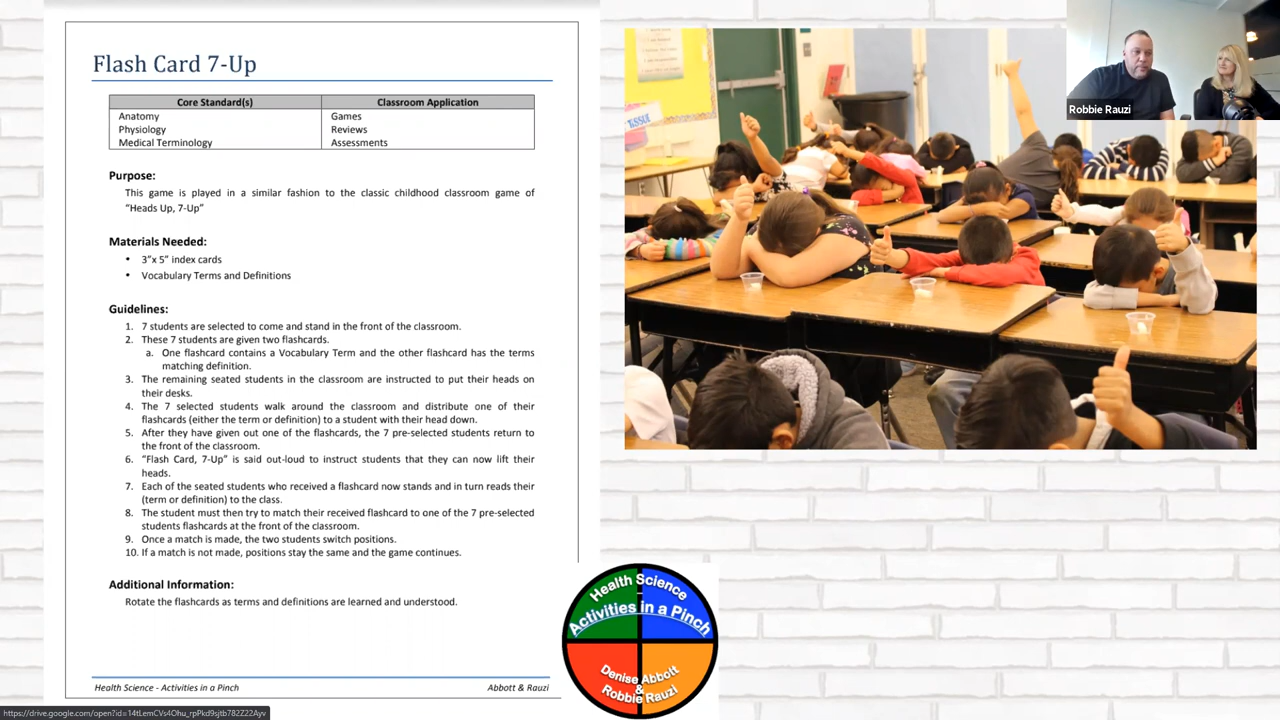 Flash Card 7-Up
Core Standard(s) Classroom Application
Anatomy Games
Physiology Reviews
Medical Terminology Assessments
Purpose:
This game is played in a similar fashion to the classic childhood classroom game of
“Heads Up, 7-Up”
Materials Needed:
• 3”x 5” index cards
• Vocabulary Terms and Definitions
Guidelines:
1. 7 students are selected to come and stand in the front of the classroom.
2. These 7 students are given two flashcards.
a. One flashcard contains a Vocabulary Term and the other flashcard has the terms
matching definition.
3. The remaining seated students in the classroom are instructed to put their heads on
their desks.
4. The 7 selected students walk around the classroom and distribute one of their
flashcards (either the term or definition) to a student with their head down.
5. After they have given out one of the flashcards, the 7 pre-selected students return to
the front of the classroom.
6. “Flash Card, 7-Up” is said out-loud to instruct students that they can now lift their
heads.
7. Each of the seated students who received a flashcard now stands and in turn reads their
(term or definition) to the class.
8. The student must then try to match their received flashcard to one of the 7 pre-selected
students flashcards at the front of the classroom.
9. Once a match is made, the two students switch positions.
10. If a match is not made, positions stay the same and the game continues.
Additional Information:
Rotate the flashcards as terms and definitions are learned and understood.
Health Science - Activities in a Pinch Abbott & Rauzi
TISSUE
Robbie Rauzi
Health Science
Activities in a Pinch
Denise Abbott
&
Robbie Rauzi